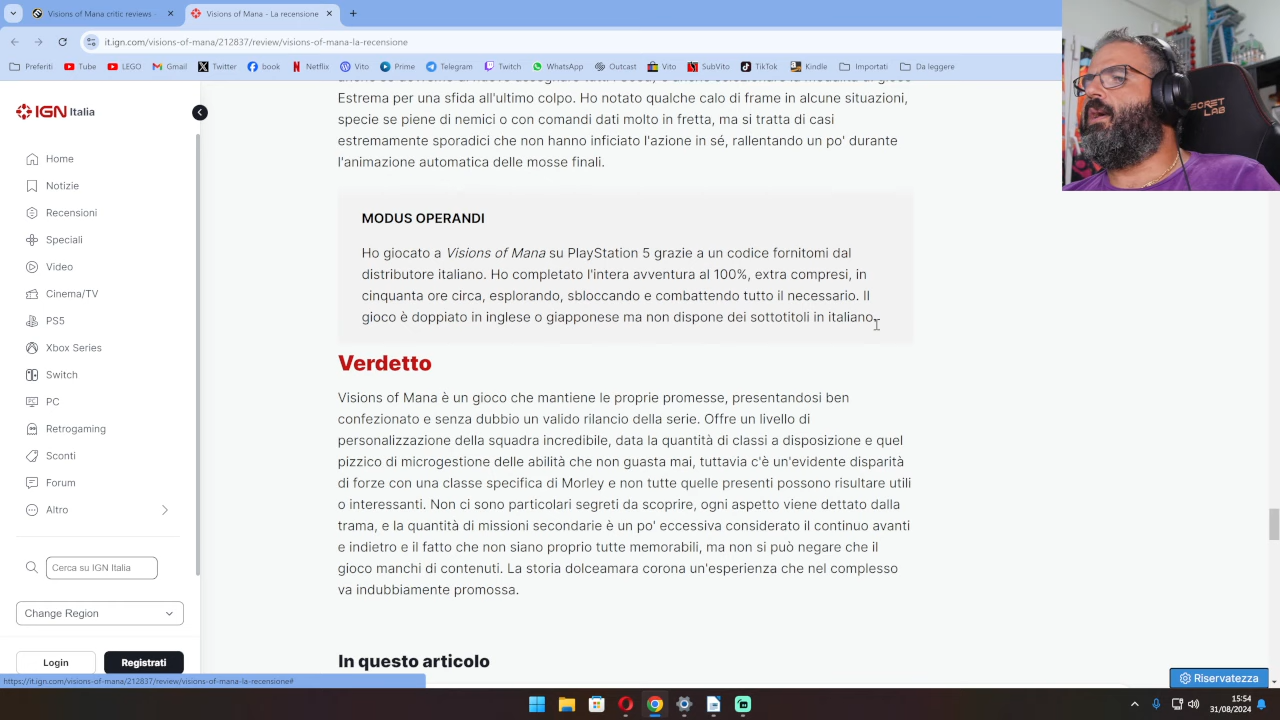 Visions of Mana critic reviews -
Visions of Mana - La recensione
it.ign.com/visions-of-mana/212837/review/visions-of-mana-la-recensione
Preferiti
Tube
LEGO
Gmail
Twitter
book
Netflix
Vito
Prime
Telegram
Twitch
WhatsApp
Outcast
Vito
SubVito
TikTok
Kindle
Importati
Da leggere
IGN Italia
Home
Notizie
Recensioni
Speciali
Video
Cinema/TV
PS5
Xbox Series
Switch
PC
Retrogaming
Sconti
Forum
Altro
Cerca su IGN Italia
Change Region
Login
Registrati
Estrema per una sfida all'ultimo colpo. Ho notato qualche calo di frame in alcune situazioni,
specie se piene di nemici o con comandi dati molto in fretta, ma si tratta di casi
estremamente sporadici che non hanno inficiato l'azione in sé, rallentando un po' durante
l'animazione automatica delle mosse finali.
MODUS OPERANDI
Ho giocato a Visions of Mana su PlayStation 5 grazie a un codice fornitomi dal
distributore italiano. Ho completato l'intera avventura al 100%, extra compresi, in
cinquanta ore circa, esplorando, sbloccando e combattendo tutto il necessario. Il
gioco è doppiato in inglese o giapponese ma non dispone dei sottotitoli in italiano.
Verdetto
Visions of Mana è un gioco che mantiene le proprie promesse, presentandosi ben
confezionato e senza dubbio un valido rilancio della serie. Offre un livello di
personalizzazione della squadra incredibile, data la quantità di classi a disposizione e quel
pizzico di microgestione delle abilità che non guasta mai, tuttavia c'è un'evidente disparità
di forze con una classe specifica di Morley e non tutte quelle presenti possono risultare utili
o interessanti. Non ci sono particolari segreti da scoprire, ogni aspetto viene dettato dalla
trama, e la quantità di missioni secondarie è un po' eccessiva considerato il continuo avanti
e indietro e il fatto che non siano proprio tutte memorabili, ma non si può negare che il
gioco manchi di contenuti. La storia dolceamara corona un'esperienza che nel complesso
va indubbiamente promossa.
In questo articolo
https://it.ign.com/visions-of-mana/212837/review/visions-of-mana-la-recensione#
Riservatezza
15:54
31/08/2024
SECRET
LAB